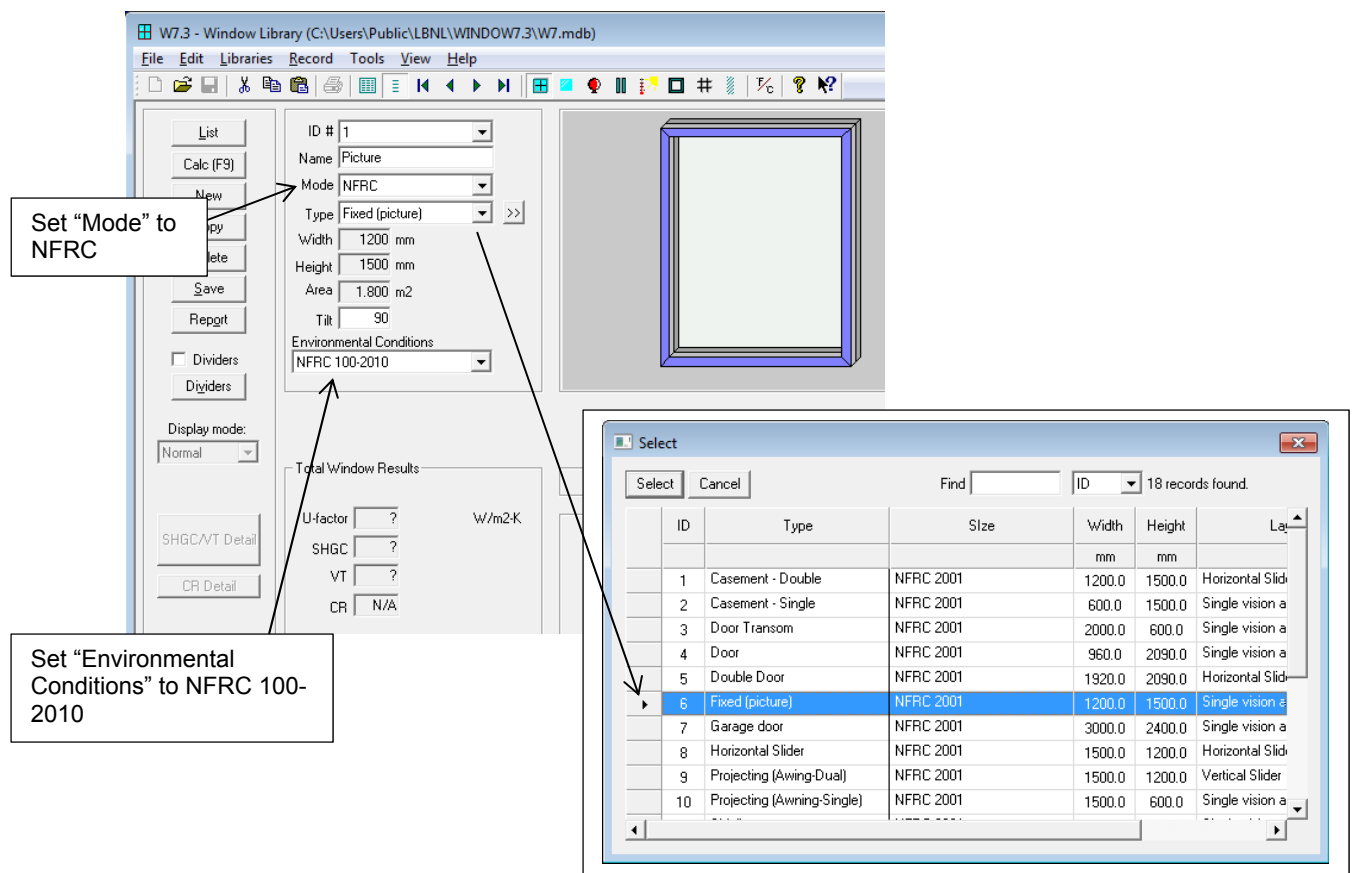 W7.3 - Window Library (C:\Users\Public\LBNL\WINDOW7.3\W7.mdb)
File Edit Libraries Record Tools View Help
List
Calc (F9)
New
Save
Report
Dividers
Dividers
Display mode:
Normal
SHGC/VT Detail
CR Detail
ID # 1
Name Picture
Mode NFRC
Type Fixed (picture) >>
Width 1200 mm
Height 1500 mm
Area 1.800 m2
Tilt 90
Environmental Conditions
NFRC 100-2010
Total Window Results
U-factor ? W/m2-K
SHGC ?
VT ?
CR N/A
Set “Mode” to
NFRC
Set “Environmental
Conditions” to NFRC 100-
2010
Select
Select Cancel Find ID 18 records found.
ID Type SIze Width Height La
mm mm
1 Casement - Double NFRC 2001 1200.0 1500.0 Horizontal Slid
2 Casement - Single NFRC 2001 600.0 1500.0 Single vision a
3 Door Transom NFRC 2001 2000.0 600.0 Single vision a
4 Door NFRC 2001 960.0 2090.0 Single vision a
5 Double Door NFRC 2001 1920.0 2090.0 Horizontal Slid
6 Fixed (picture) NFRC 2001 1200.0 1500.0 Single vision a
7 Garage door NFRC 2001 3000.0 2400.0 Single vision a
8 Horizontal Slider NFRC 2001 1500.0 1200.0 Horizontal Slid
9 Projecting (Awing-Dual) NFRC 2001 1500.0 1200.0 Vertical Slider
10 Projecting (Awning-Single) NFRC 2001 1500.0 600.0 Single vision a